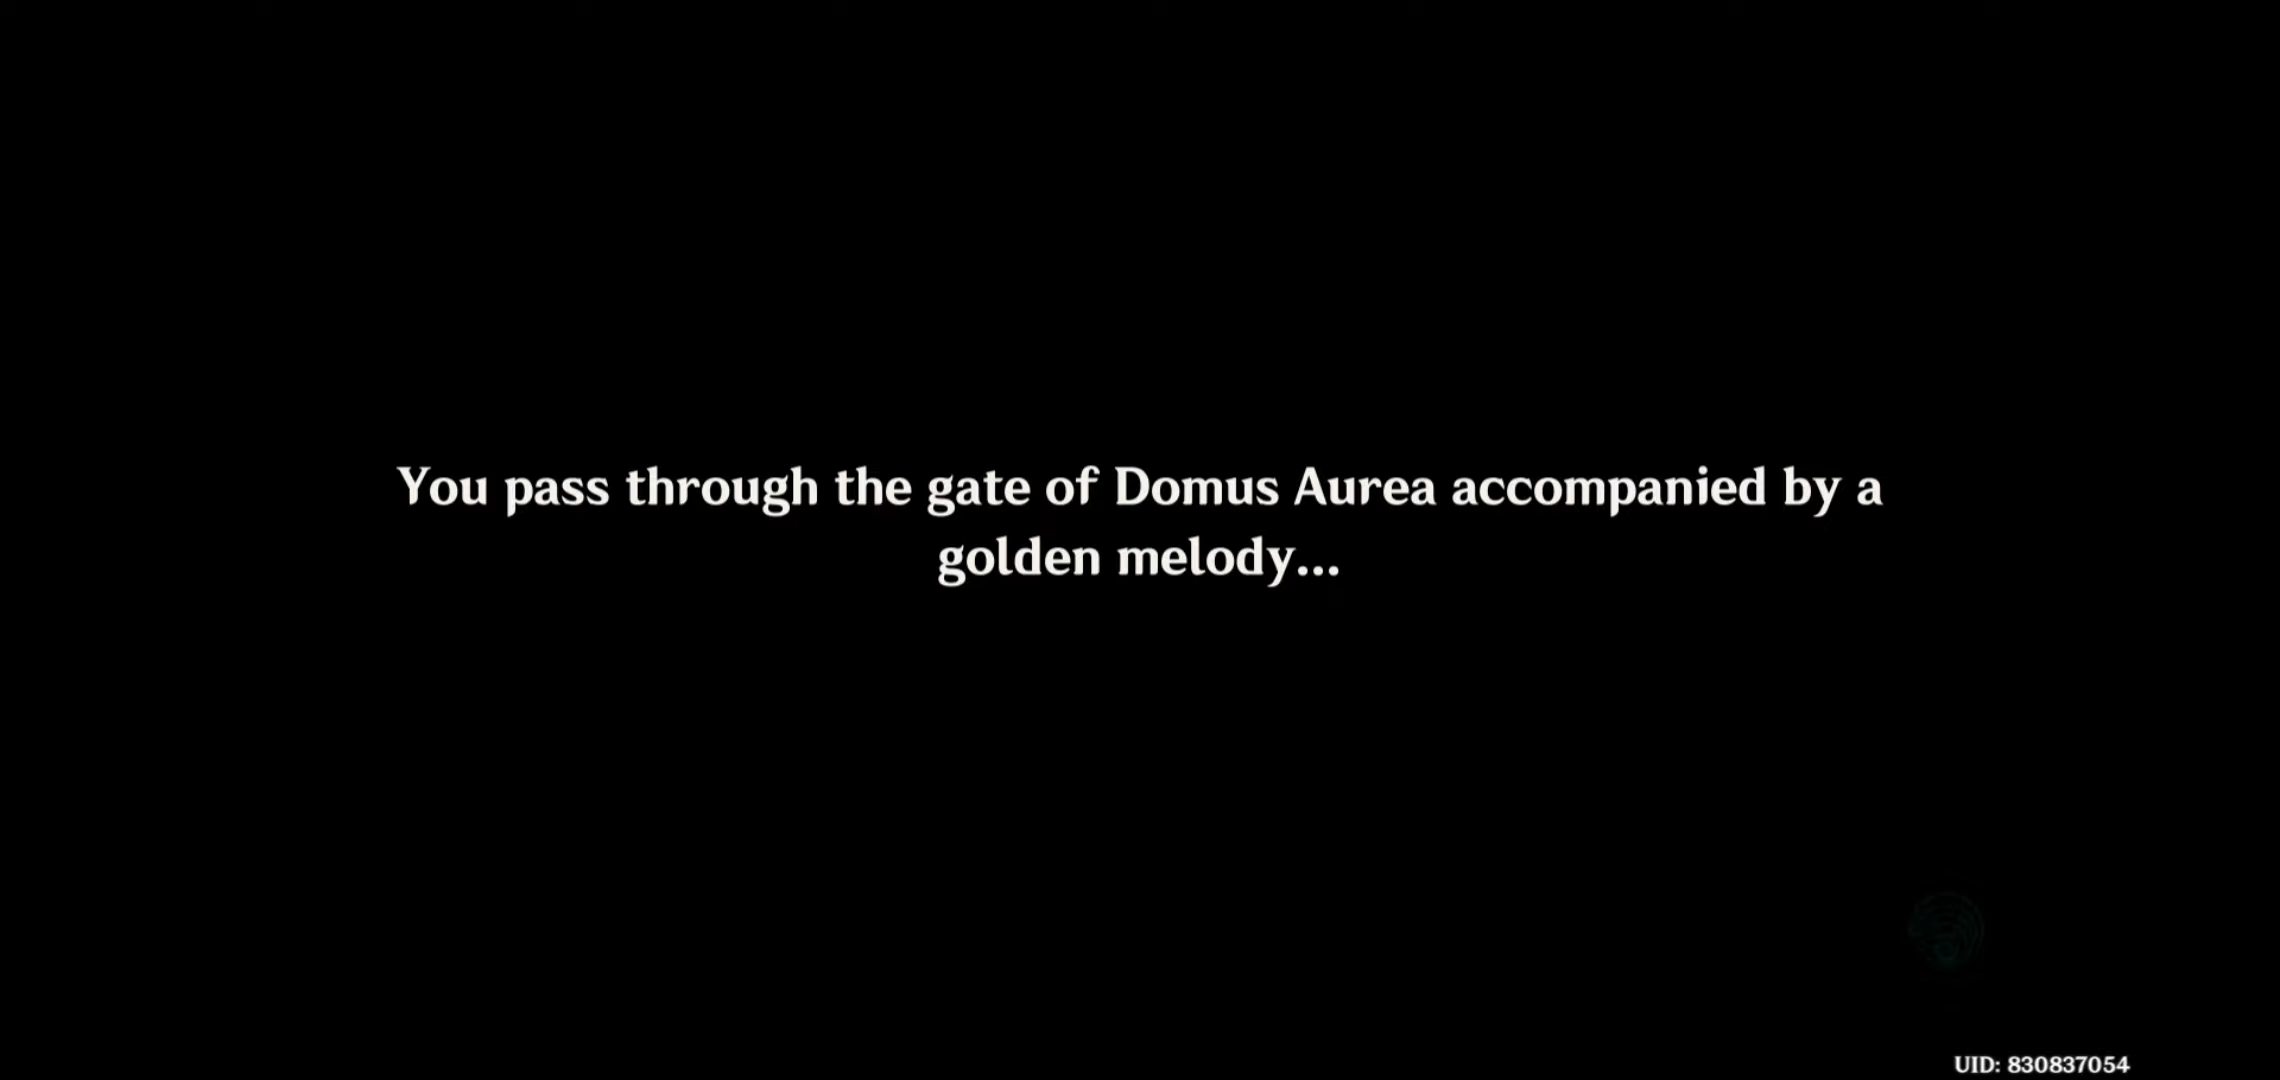 You pass through the gate of Domus Aurea accompanied by a
golden melody...
UID: 830837054